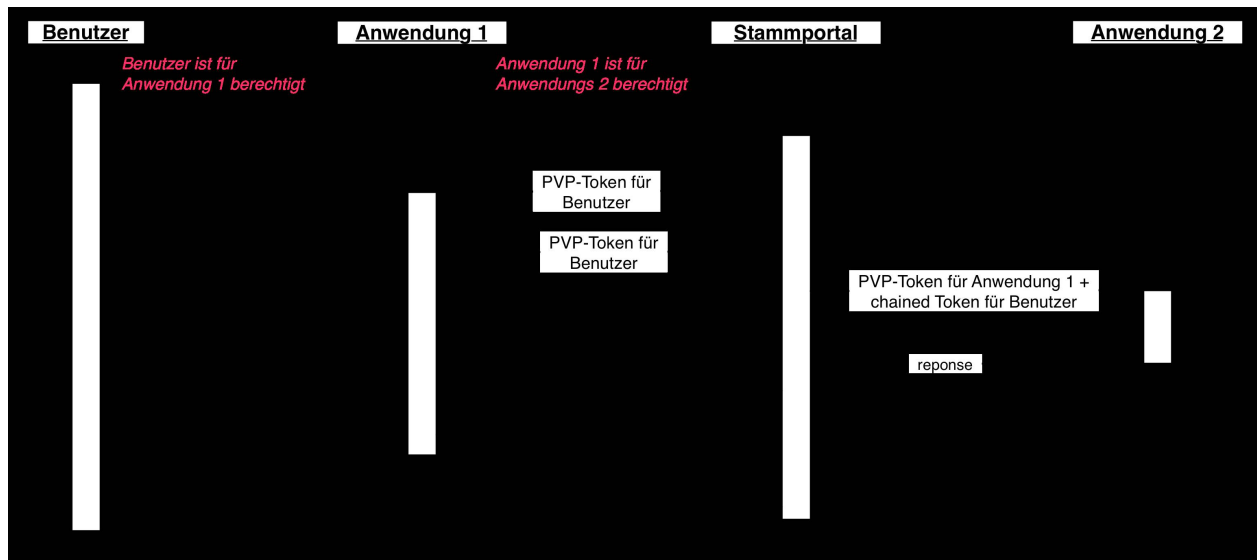 Benutzer
Anwendung 1
Stammportal
Anwendung 2
Benutzer ist für
Anwendung 1 berechtigt
Anwendung 1 ist für
Anwendungs 2 berechtigt
PVP-Token für
Benutzer
PVP-Token für
Benutzer
PVP-Token für Anwendung 1 +
chained Token für Benutzer
reponse